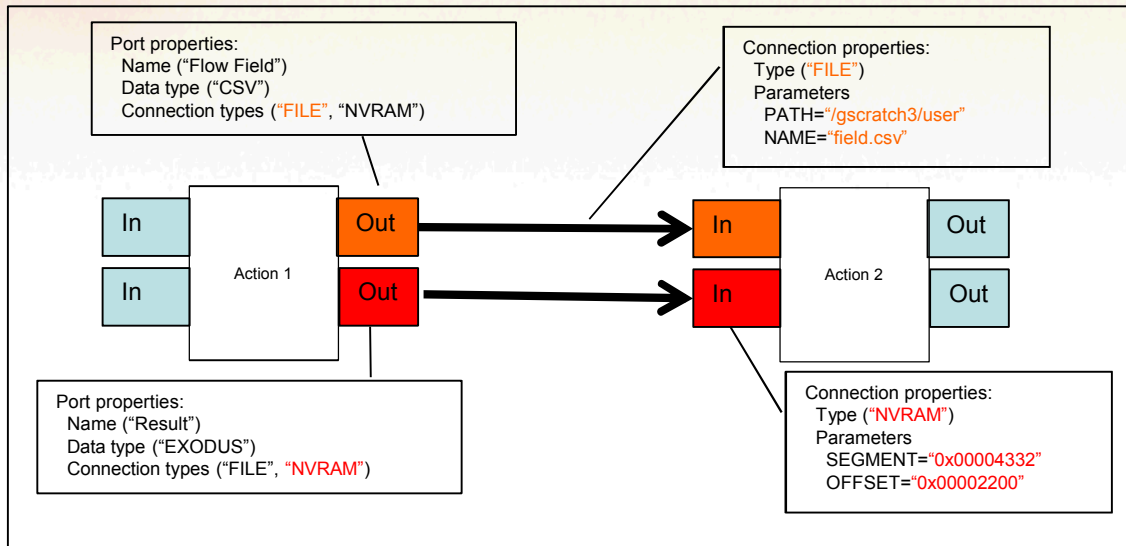 Port properties:
Name (“Flow Field”)
Data type (“CSV”)
Connection types (“FILE”, “NVRAM”)
Connection properties:
Type (“FILE”)
Parameters
PATH=“/gscratch3/user”
NAME=“field.csv”
In
Out
In
Out
Action 1
Action 2
In
Out
In
Out
Port properties:
Name (“Result”)
Data type (“EXODUS”)
Connection types (“FILE”, “NVRAM”)
Connection properties:
Type (“NVRAM”)
Parameters
SEGMENT=“0x00004332”
OFFSET=“0x00002200”